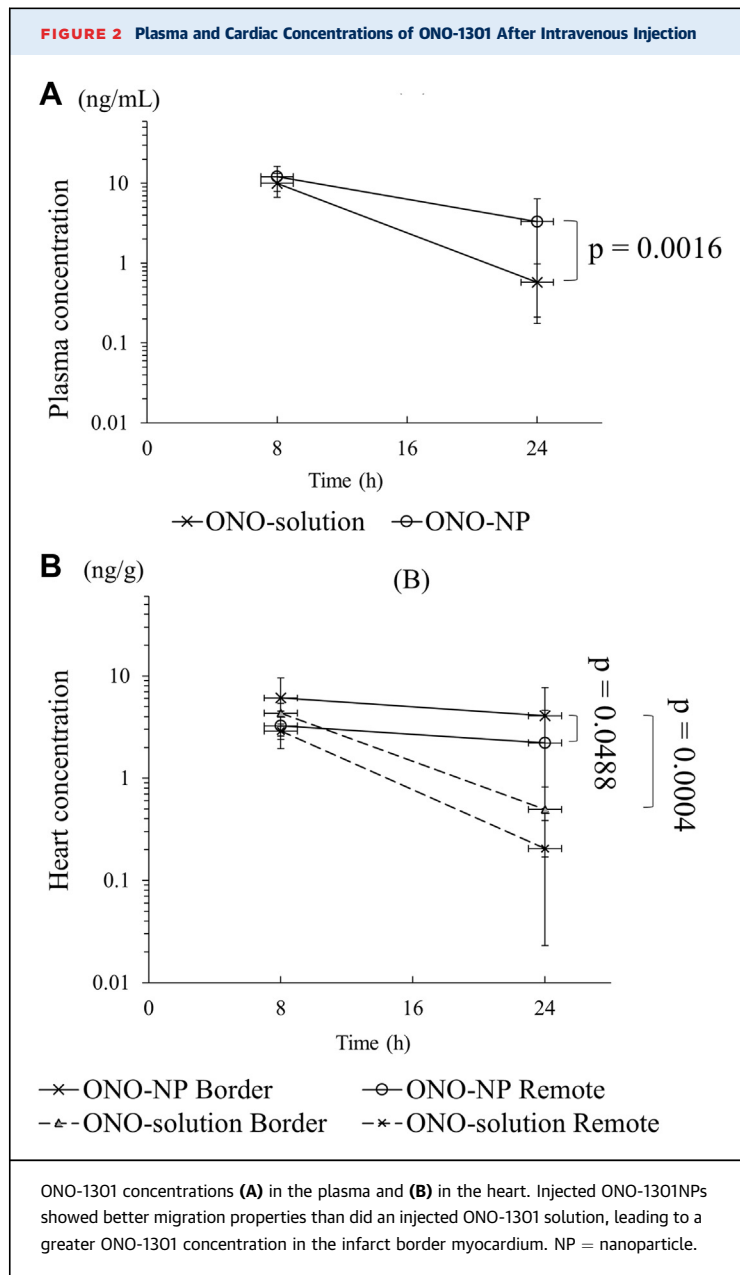 FIGURE 2 Plasma and Cardiac Concentrations of ONO-1301 After Intravenous Injection
A (ng/mL)
Plasma concentration
10
1
0.1
0.01
p = 0.0016
0 8 16 24
Time (h)
ONO-solution ONO-NP
B (ng/g) (B)
Heart concentration
10
1
0.1
0.01
p = 0.0488
p = 0.0004
0 8 16 24
Time (h)
ONO-NP Border ONO-NP Remote
ONO-solution Border ONO-solution Remote
ONO-1301 concentrations (A) in the plasma and (B) in the heart. Injected ONO-1301NPs
showed better migration properties than did an injected ONO-1301 solution, leading to a
greater ONO-1301 concentration in the infarct border myocardium. NP = nanoparticle.